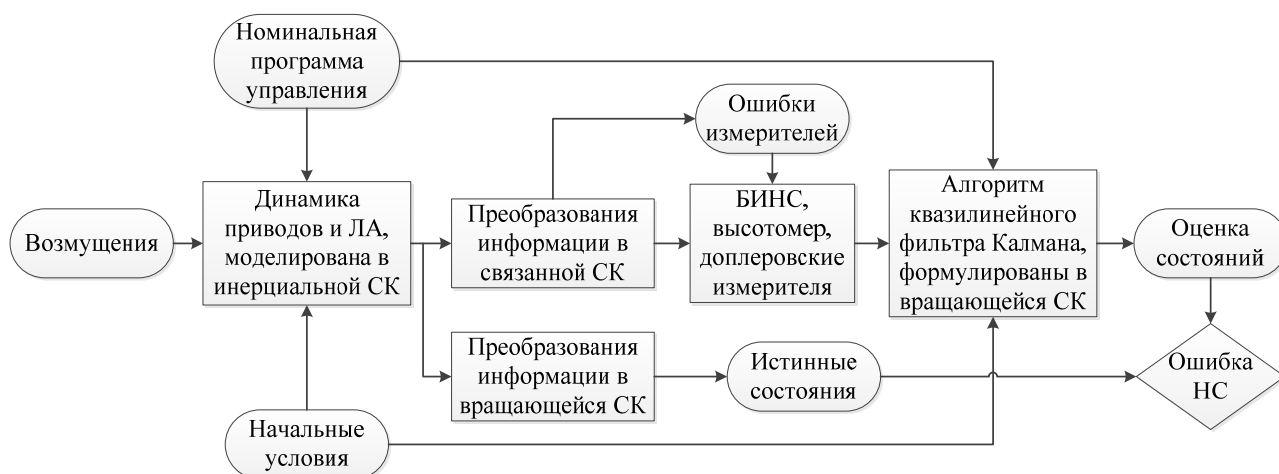 Номинальная
программа
управления
Ошибки
измерителей
Возмущения
Динамика
приводов и ЛА,
моделирована в
инерциальной СК
Преобразования
информации в
связанной СК
БИНС,
высотомер,
доплеровские
измерителя
Алгоритм
квазилинейного
фильтра Калмана,
формулированы в
вращающейся СК
Оценка
состояний
Преобразования
информации в
вращающейся СК
Истинные
состояния
Ошибка
НС
Начальные
условия